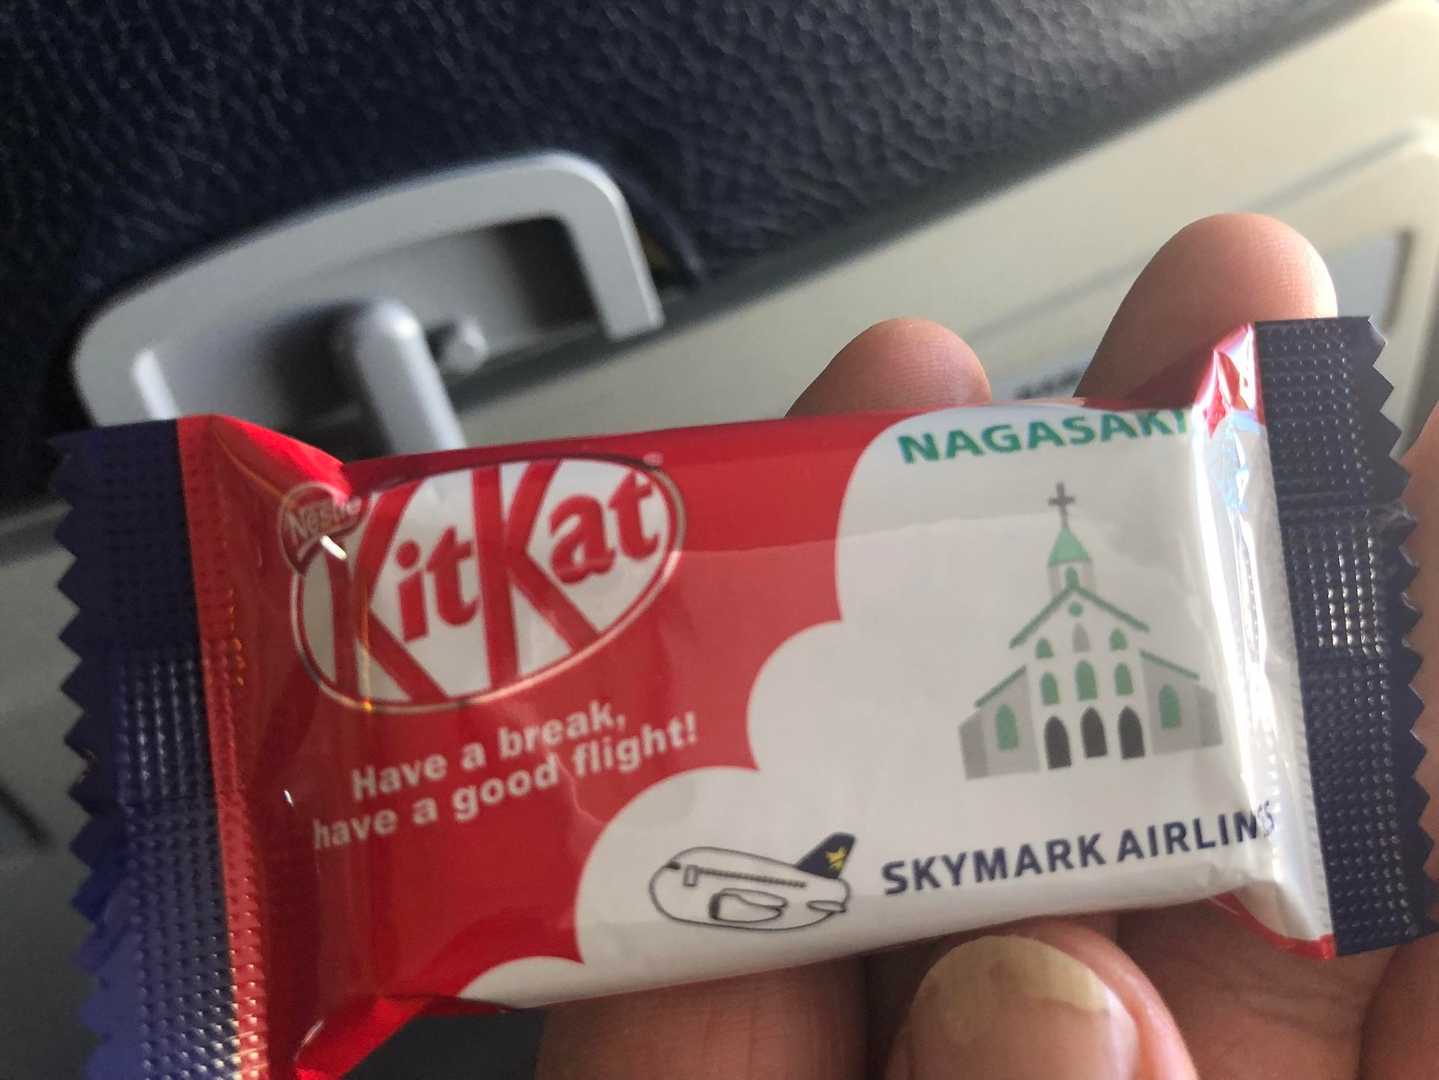 Nestlé
KitKat
Have a break,
have a good flight!
NAGASAKI
SKYMARK AIRLINES